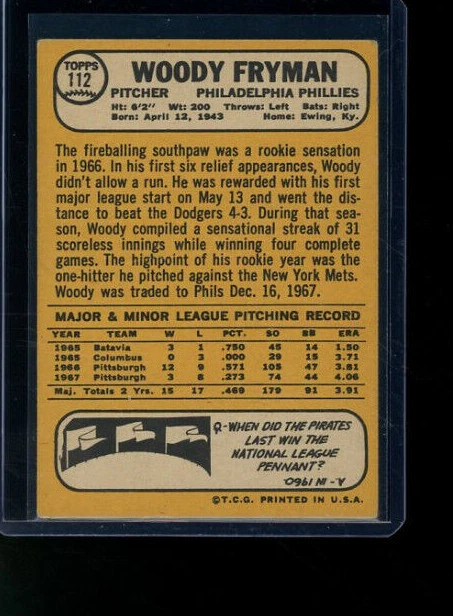 TOPPS
112
WOODY FRYMAN
PITCHER PHILADELPHIA PHILLIES
Ht: 6'2" Wt: 200 Throws: Left Bats: Right
Born: April 12, 1943 Home: Ewing, Ky.
The fireballing southpaw was a rookie sensation
in 1966. In his first six relief appearances, Woody
didn't allow a run. He was rewarded with his first
major league start on May 13 and went the dis-
tance to beat the Dodgers 4-3. During that sea-
son, Woody compiled a sensational streak of 31
scoreless innings while winning four complete
games. The highpoint of his rookie year was the
one-hitter he pitched against the New York Mets.
Woody was traded to Phils Dec. 16, 1967.
MAJOR & MINOR LEAGUE PITCHING RECORD
YEAR TEAM W L PCT. SO BB ERA
1965 Batavia 3 1 .750 45 14 1.50
1965 Columbus 0 3 .000 29 15 3.71
1966 Pittsburgh 12 9 .571 105 47 3.81
1967 Pittsburgh 3 8 .273 74 44 4.06
Maj. Totals 2 Yrs. 15 17 .469 179 91 3.91
Q-WHEN DID THE PIRATES
LAST WIN THE
NATIONAL LEAGUE
PENNANT?
A- IN 1960
©T.C.G. PRINTED IN U.S.A.